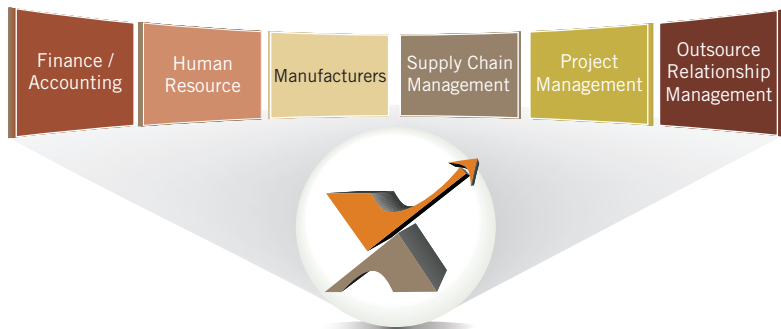 Finance /
Accounting
Human
Resource
Manufacturers
Supply Chain
Management
Project
Management
Outsource
Relationship
Management